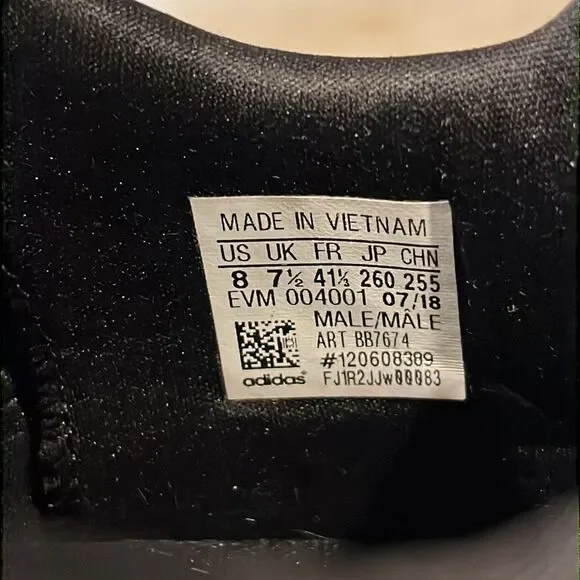 MADE IN VIETNAM
US UK FR JP CHN
8 7½ 41⅓ 260 255
EVM 004001 07/18
MALE/MÂLE
ART BB7674
#120608389
adidas® FJ1R2JJw00083